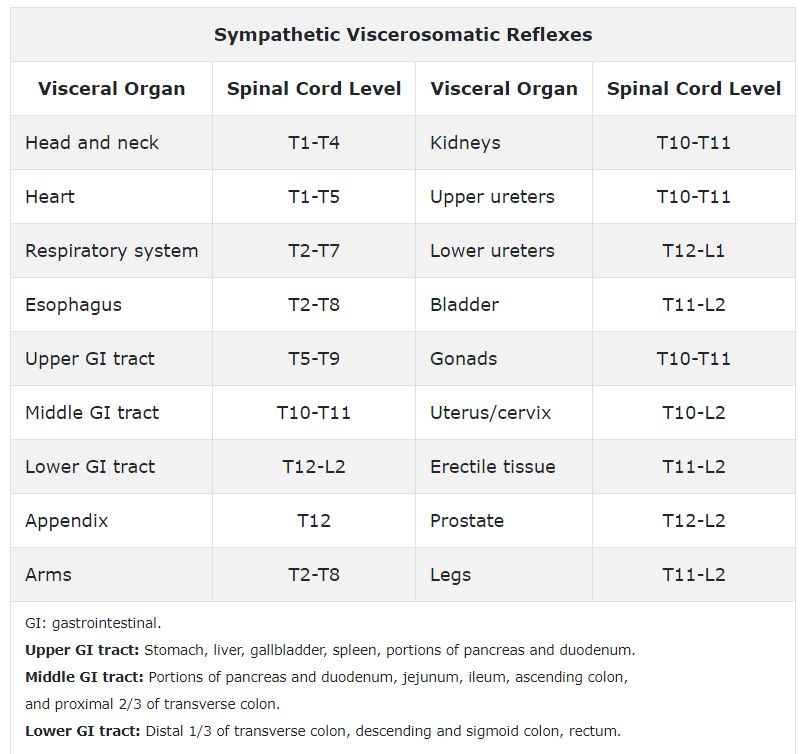 Sympathetic Viscerosomatic Reflexes
Visceral Organ Spinal Cord Level Visceral Organ Spinal Cord Level
Head and neck T1-T4 Kidneys T10-T11
Heart T1-T5 Upper ureters T10-T11
Respiratory system T2-T7 Lower ureters T12-L1
Esophagus T2-T8 Bladder T11-L2
Upper GI tract T5-T9 Gonads T10-T11
Middle GI tract T10-T11 Uterus/cervix T10-L2
Lower GI tract T12-L2 Erectile tissue T11-L2
Appendix T12 Prostate T12-L2
Arms T2-T8 Legs T11-L2
GI: gastrointestinal.
Upper GI tract: Stomach, liver, gallbladder, spleen, portions of pancreas and duodenum.
Middle GI tract: Portions of pancreas and duodenum, jejunum, ileum, ascending colon,
and proximal 2/3 of transverse colon.
Lower GI tract: Distal 1/3 of transverse colon, descending and sigmoid colon, rectum.